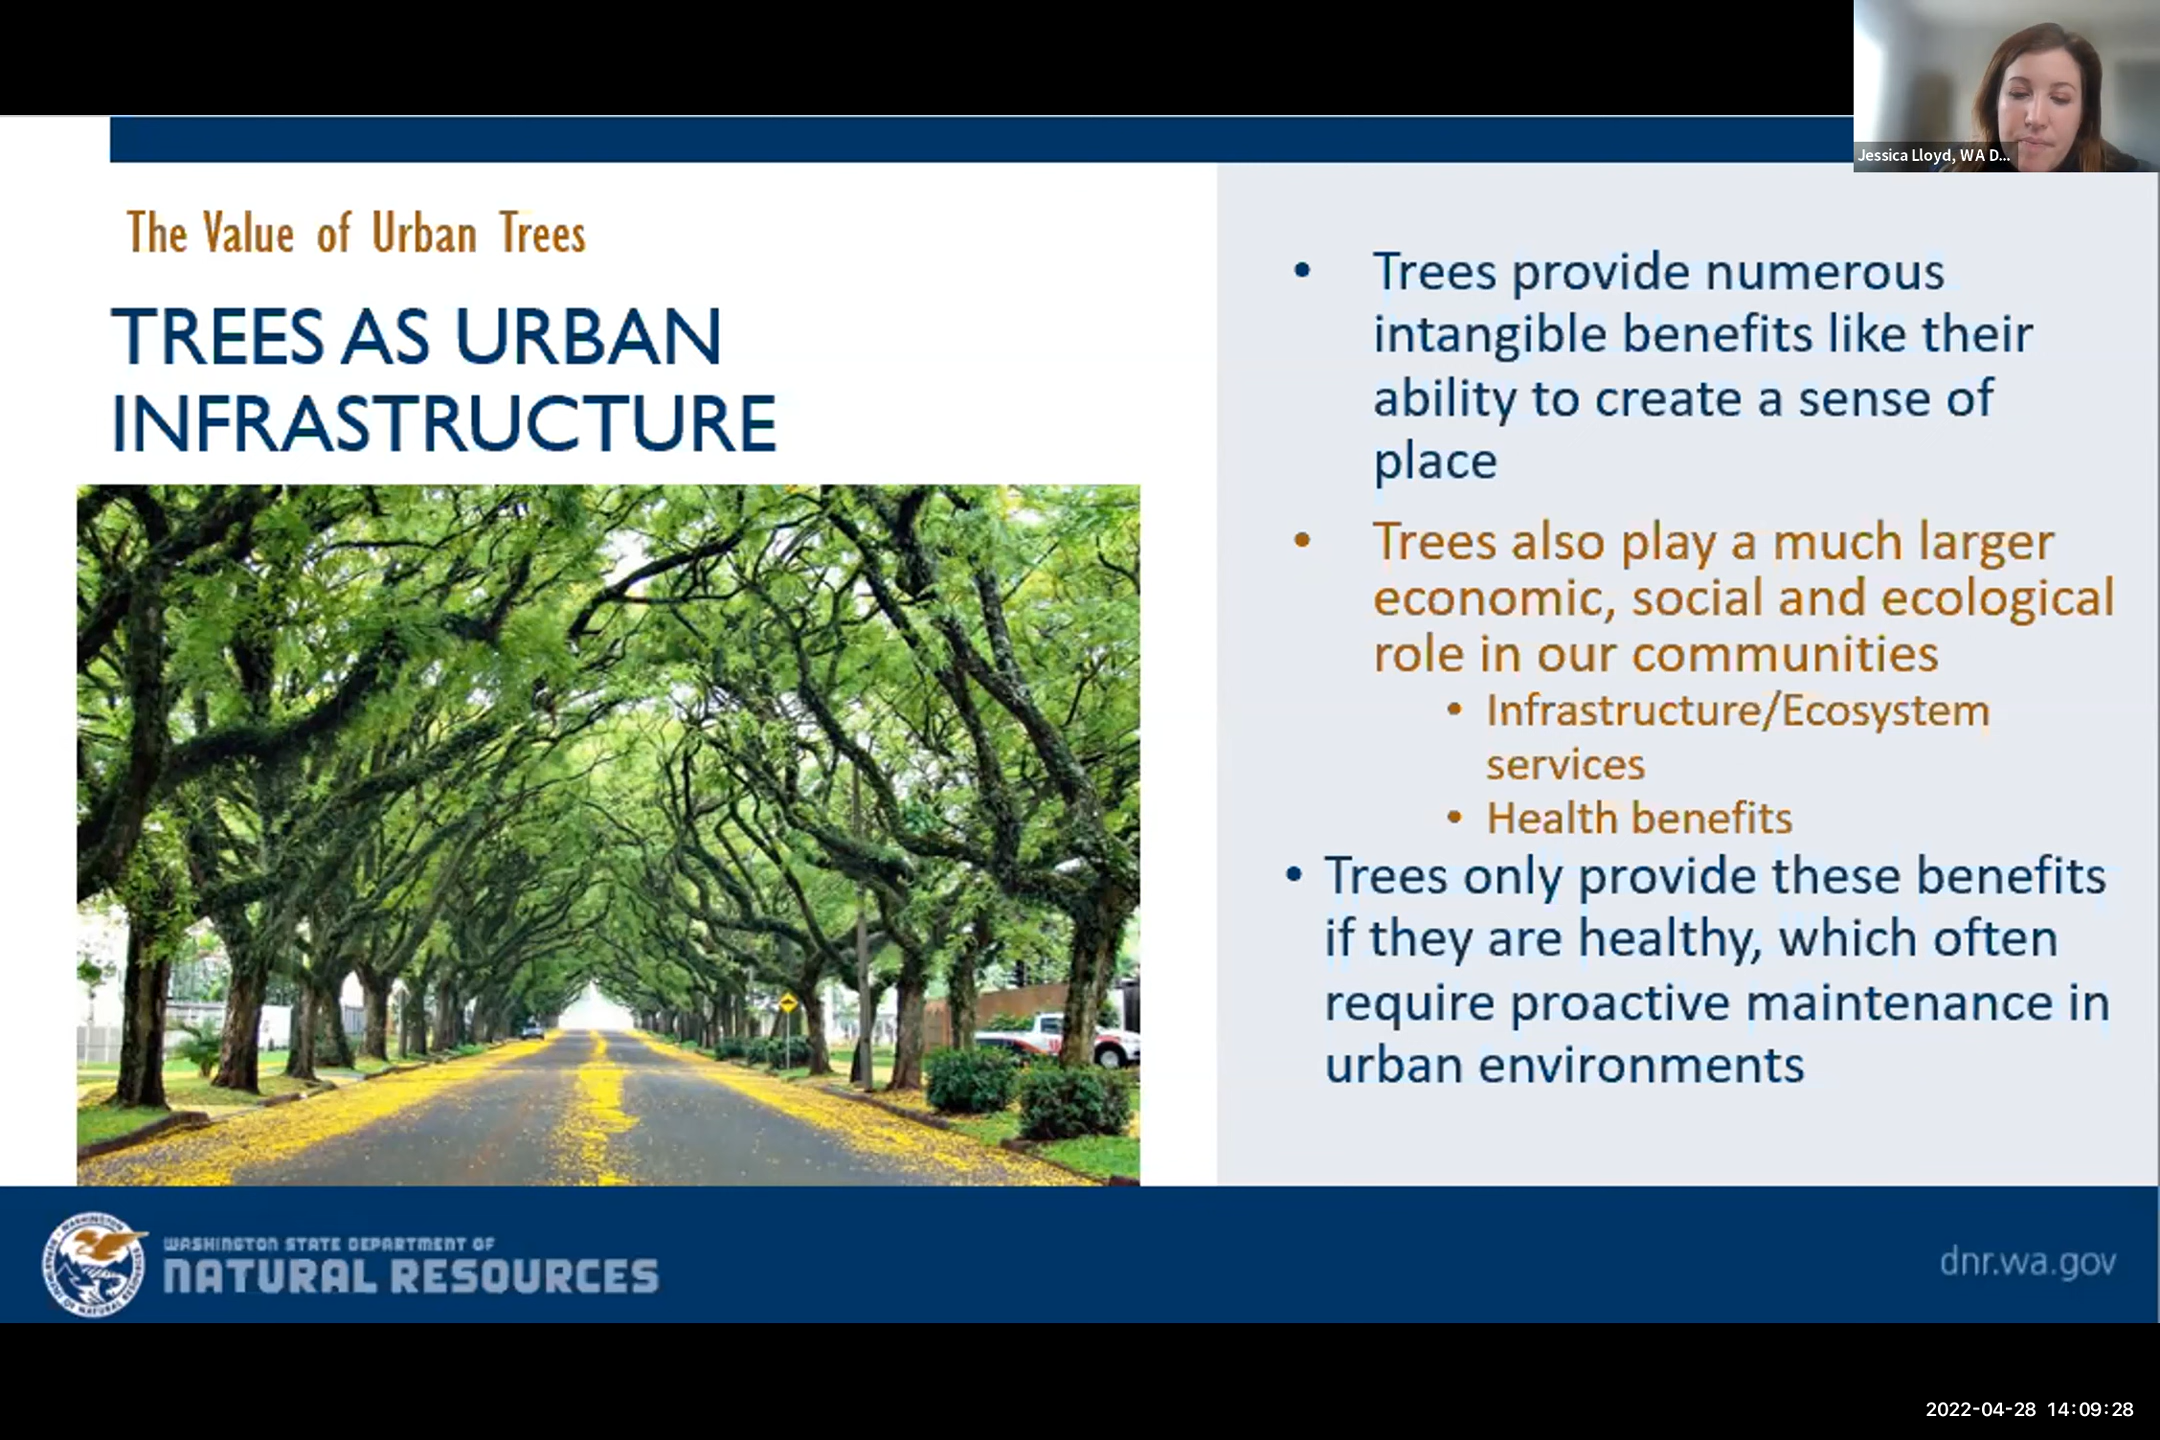 Jessica Lloyd, WA D...
The Value of Urban Trees
TREES AS URBAN
INFRASTRUCTURE
• Trees provide numerous
intangible benefits like their
ability to create a sense of
place
• Trees also play a much larger
economic, social and ecological
role in our communities
• Infrastructure/Ecosystem
services
• Health benefits
• Trees only provide these benefits
if they are healthy, which often
require proactive maintenance in
urban environments
WASHINGTON STATE DEPARTMENT OF
NATURAL RESOURCES
dnr.wa.gov
2022-04-28 14:09:28